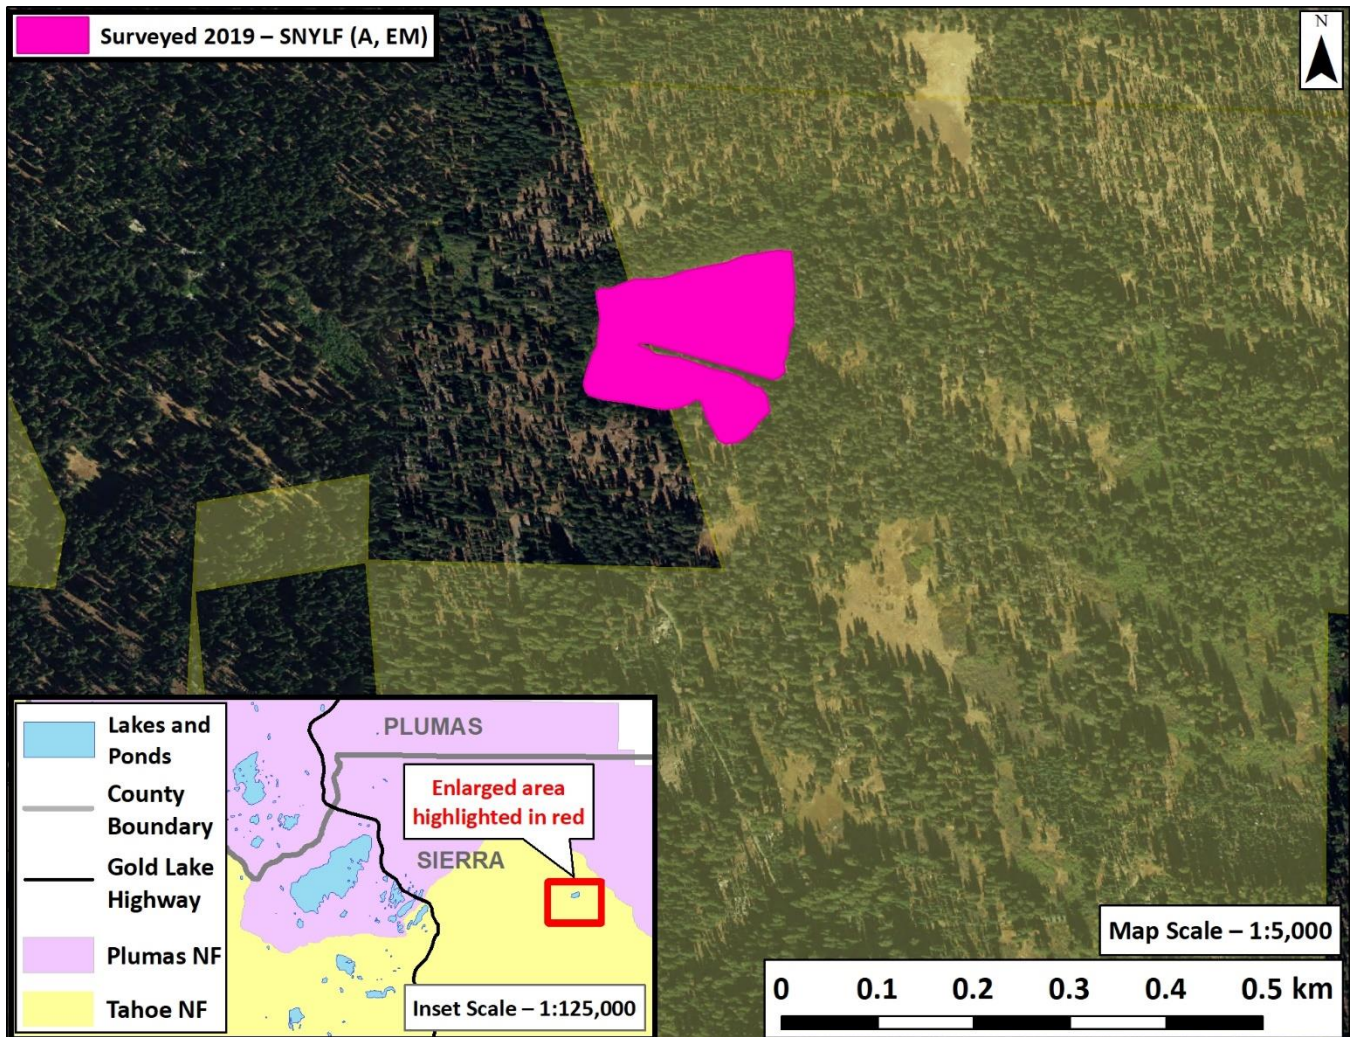 Surveyed 2019 – SNYLF (A, EM)
N
Lakes and
Ponds
County
Boundary
Gold Lake
Highway
Plumas NF
Tahoe NF
PLUMAS
Enlarged area
highlighted in red
SIERRA
Inset Scale – 1:125,000
Map Scale – 1:5,000
0 0.1 0.2 0.3 0.4 0.5 km